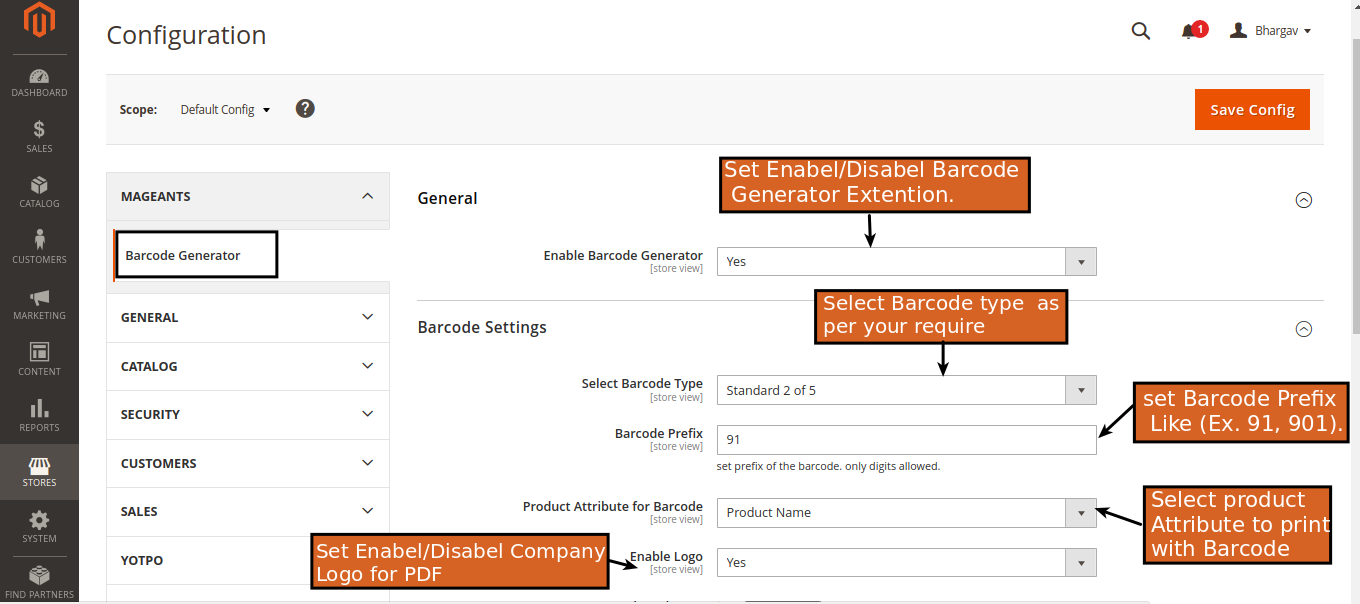 Configuration
1
Bhargav
DASHBOARD
SALES
CATALOG
CUSTOMERS
MARKETING
CONTENT
REPORTS
STORES
SYSTEM
FIND PARTNERS
Scope:
Default Config
?
Save Config
MAGEANTS
Barcode Generator
GENERAL
CATALOG
SECURITY
CUSTOMERS
SALES
YOTPO
General
Set Enabel/Disabel Barcode
Generator Extention.
Enable Barcode Generator
[store view]
Yes
Barcode Settings
Select Barcode type as
per your require
Select Barcode Type
[store view]
Standard 2 of 5
Barcode Prefix
[store view]
91
set prefix of the barcode. only digits allowed.
set Barcode Prefix
Like (Ex. 91, 901).
Product Attribute for Barcode
[store view]
Product Name
Select product
Attribute to print
with Barcode
Set Enabel/Disabel Company
Logo for PDF
Enable Logo
[store view]
Yes